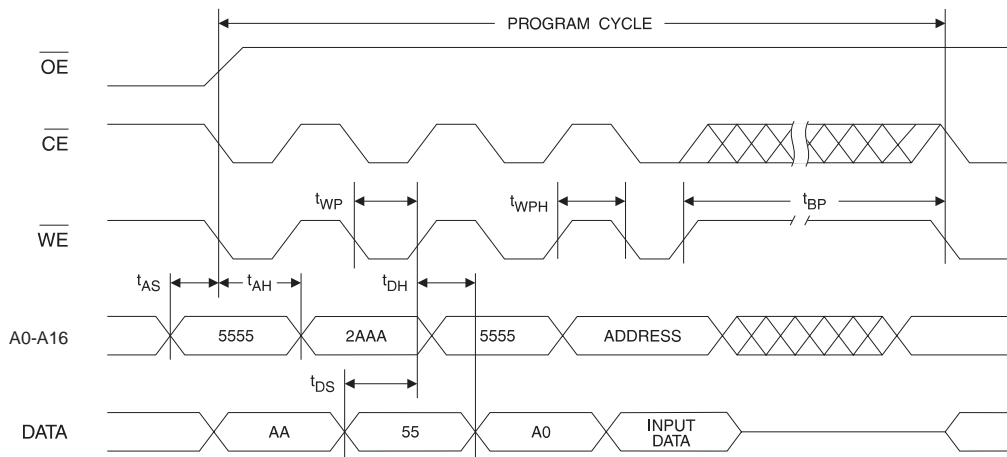 PROGRAM CYCLE
OE
CE
tWP
tWPH
tBP
WE
tAS
tAH
tDH
A0-A16
5555
2AAA
5555
ADDRESS
tDS
DATA
AA
55
A0
INPUT
DATA